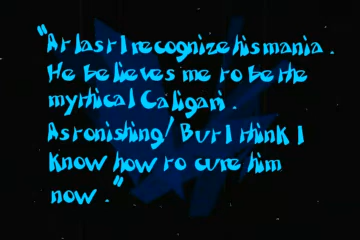 "At last I recognize his mania.
He believes me to be the
mythical Caligari.
Astonishing! But I think I
know how to cure him
now."